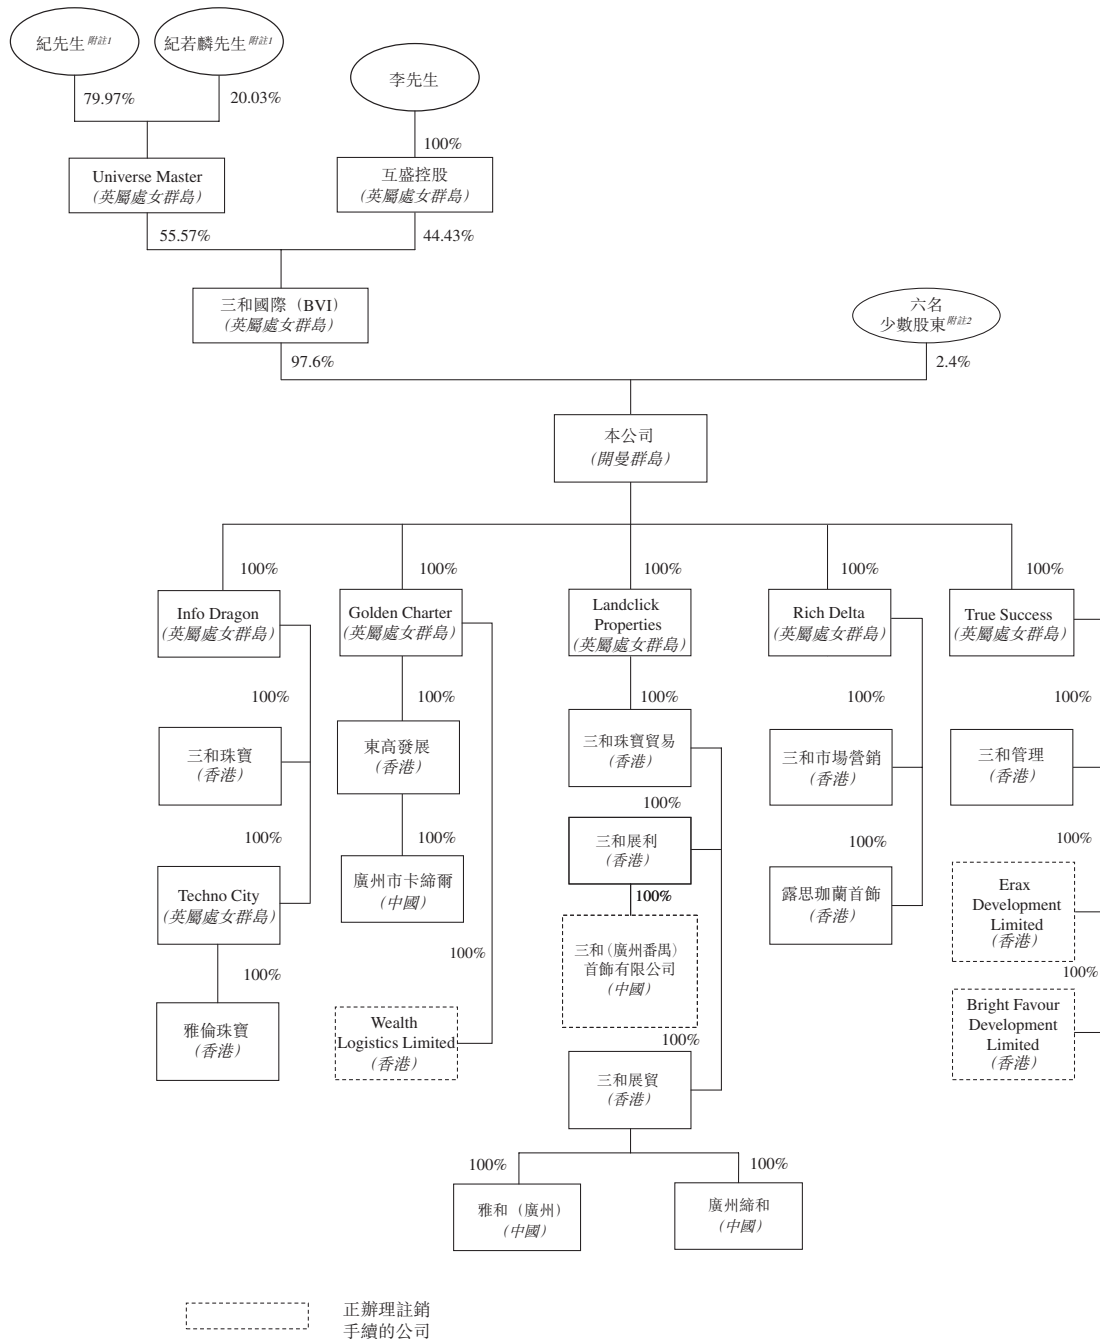 紀先生附註1
紀若麟先生附註1
李先生
79.97%
20.03%
100%
Universe Master
(英屬處女群島)
互盛控股
(英屬處女群島)
55.57%
44.43%
三和國際（BVI）
(英屬處女群島)
六名
少數股東附註2
97.6%
2.4%
本公司
(開曼群島)
100%
100%
100%
100%
100%
Info Dragon
(英屬處女群島)
Golden Charter
(英屬處女群島)
Landclick
Properties
(英屬處女群島)
Rich Delta
(英屬處女群島)
True Success
(英屬處女群島)
100%
100%
100%
100%
100%
三和珠寶
(香港)
東高發展
(香港)
三和珠寶貿易
(香港)
三和市場營銷
(香港)
三和管理
(香港)
100%
100%
100%
100%
100%
Techno City
(英屬處女群島)
廣州市卡締爾
(中國)
三和展利
(香港)
露思珈蘭首飾
(香港)
Erax
Development
Limited
(香港)
100%
100%
100%
100%
三和（廣州番禺）
首飾有限公司
(中國)
雅倫珠寶
(香港)
Wealth
Logistics Limited
(香港)
Bright Favour
Development
Limited
(香港)
100%
三和展貿
(香港)
100%
100%
雅和（廣州）
(中國)
廣州締和
(中國)
正辦理註銷
手續的公司